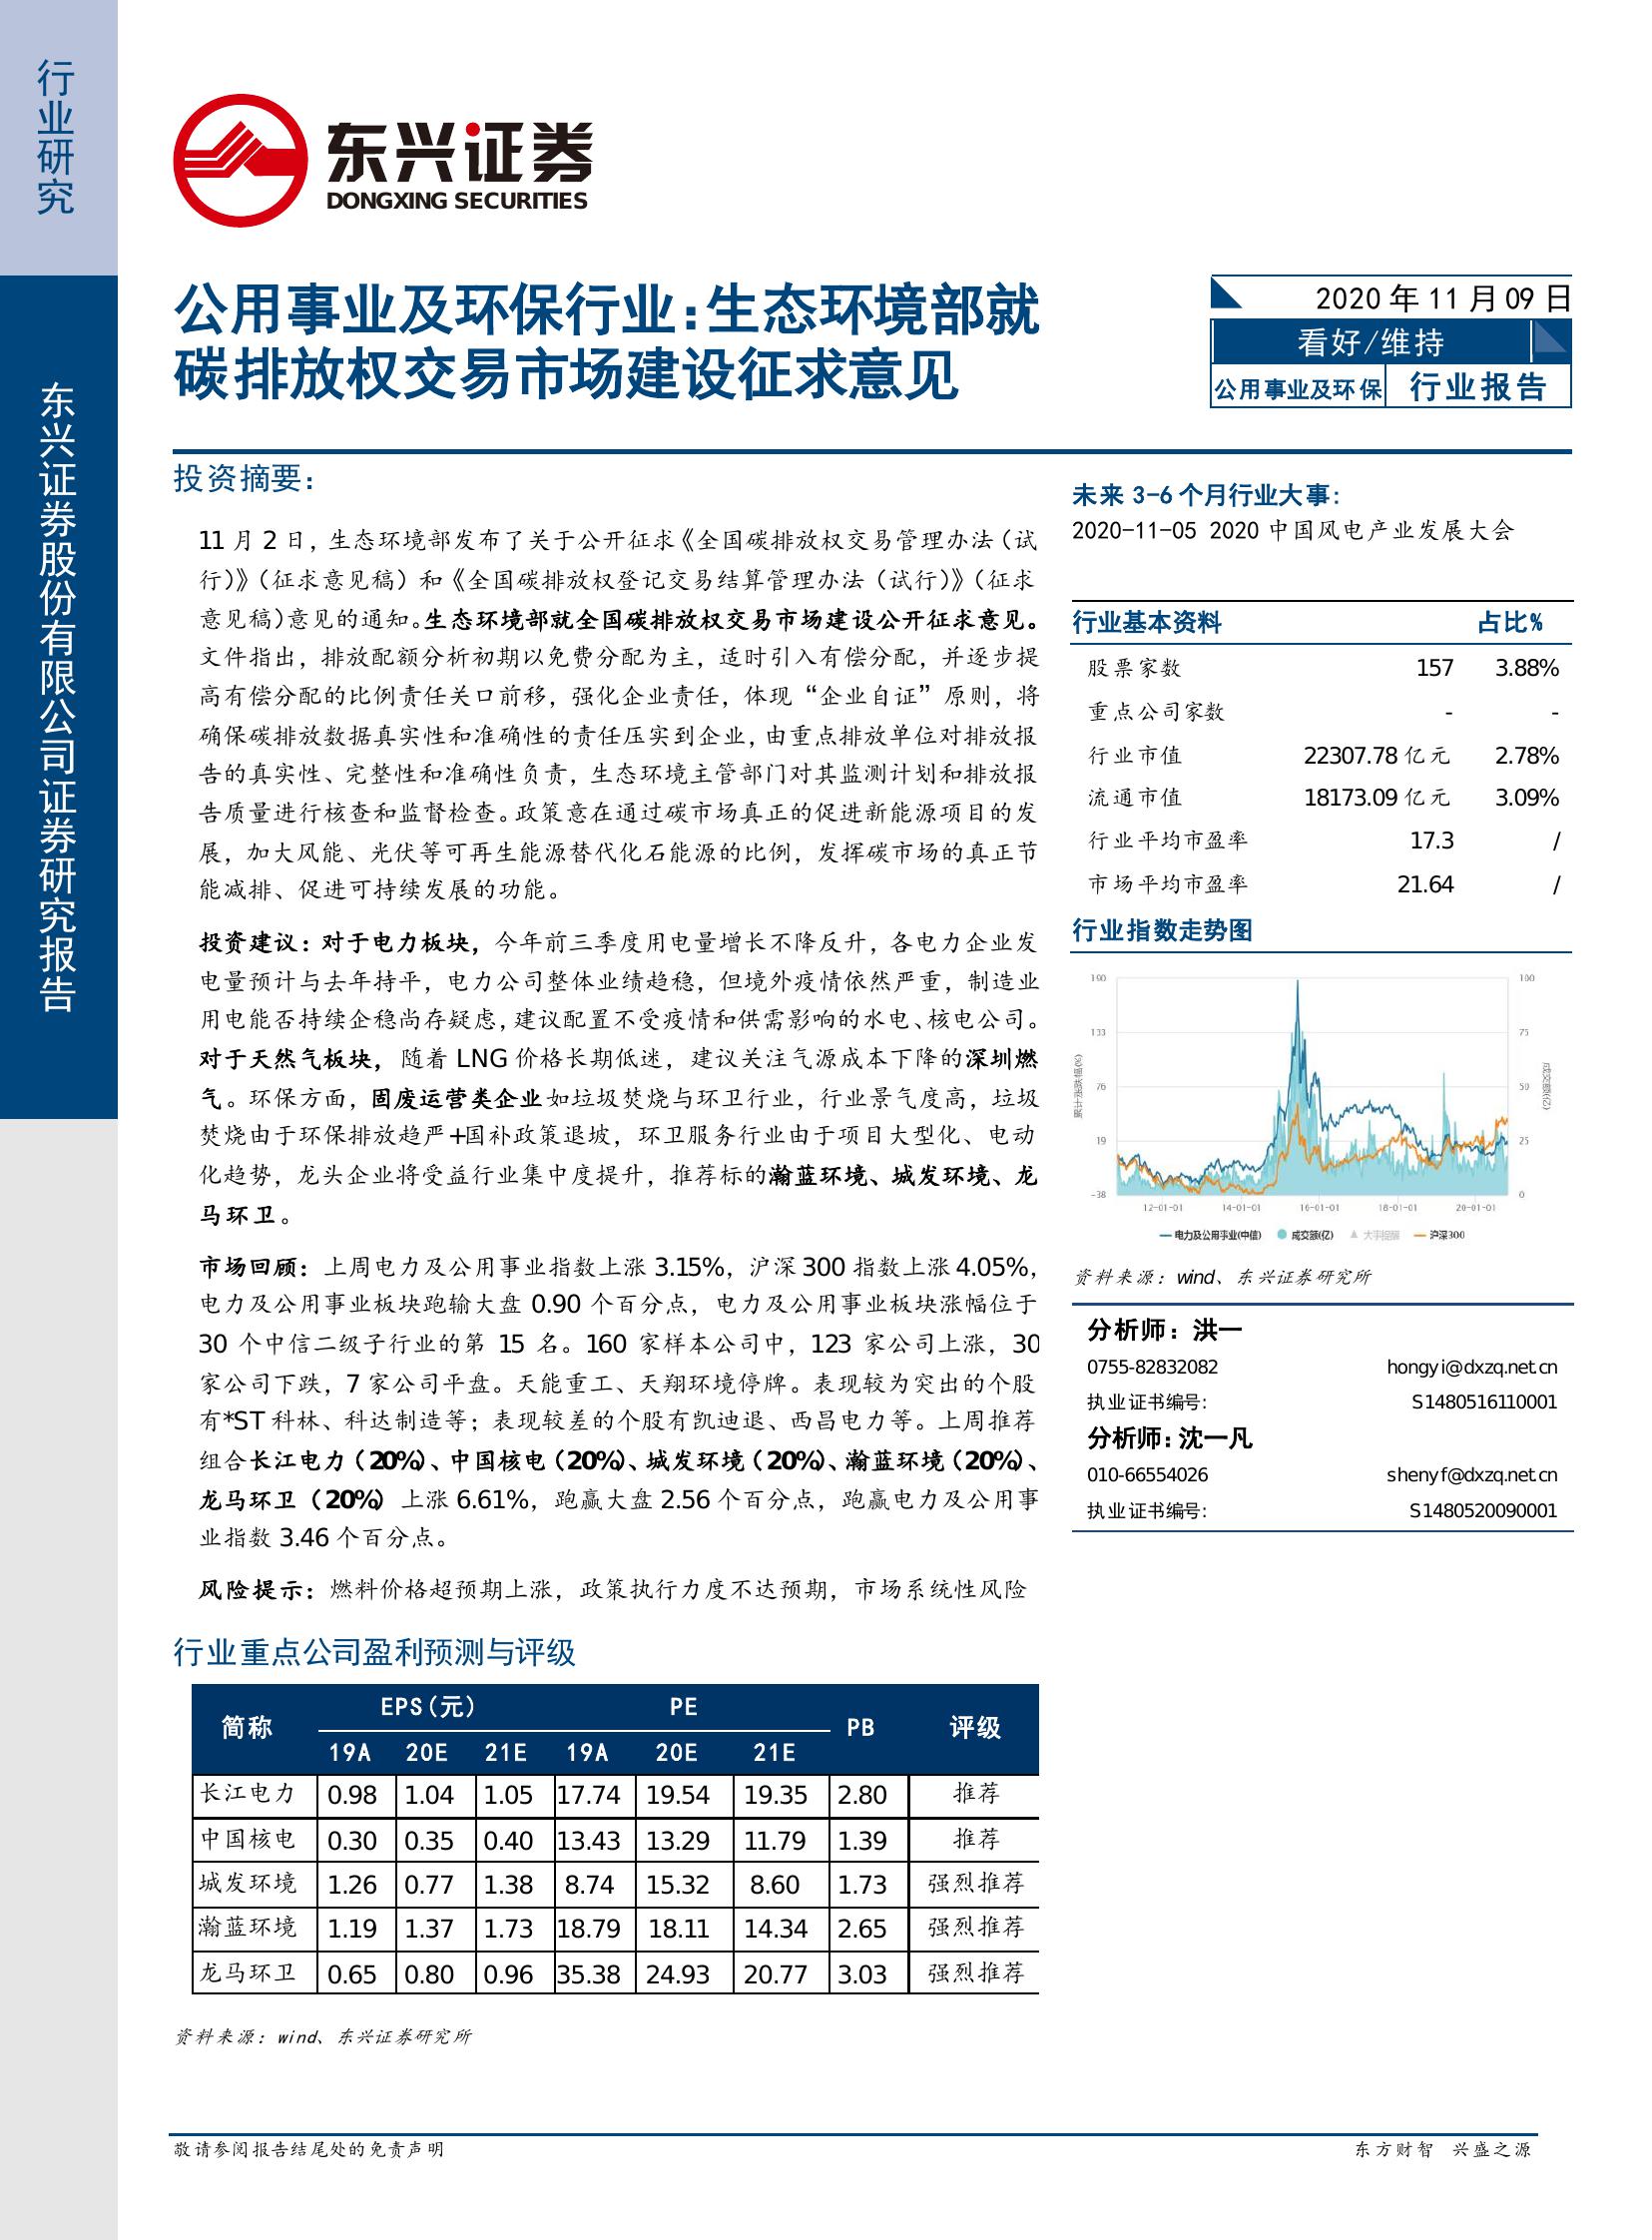 行业研究
东兴证券股份有限公司证券研究报告
东兴证券
DONGXING SECURITIES
公用事业及环保行业:生态环境部就
碳排放权交易市场建设征求意见
2020 年 11 月 09 日
看好/维持
公用事业及环保 行业报告
投资摘要:
11 月 2 日,生态环境部发布了关于公开征求《全国碳排放权交易管理办法(试
行)》(征求意见稿)和《全国碳排放权登记交易结算管理办法(试行)》(征求
意见稿)意见的通知。生态环境部就全国碳排放权交易市场建设公开征求意见。
文件指出,排放配额分析初期以免费分配为主,适时引入有偿分配,并逐步提
高有偿分配的比例责任关口前移,强化企业责任,体现“企业自证”原则,将
确保碳排放数据真实性和准确性的责任压实到企业,由重点排放单位对排放报
告的真实性、完整性和准确性负责,生态环境主管部门对其监测计划和排放报
告质量进行核查和监督检查。政策意在通过碳市场真正的促进新能源项目的发
展,加大风能、光伏等可再生能源替代化石能源的比例,发挥碳市场的真正节
能减排、促进可持续发展的功能。
投资建议:对于电力板块,今年前三季度用电量增长不降反升,各电力企业发
电量预计与去年持平,电力公司整体业绩趋稳,但境外疫情依然严重,制造业
用电能否持续企稳尚存疑虑,建议配置不受疫情和供需影响的水电、核电公司。
对于天然气板块,随着 LNG 价格长期低迷,建议关注气源成本下降的深圳燃
气。环保方面,固废运营类企业如垃圾焚烧与环卫行业,行业景气度高,垃圾
焚烧由于环保排放趋严+国补政策退坡,环卫服务行业由于项目大型化、电动
化趋势,龙头企业将受益行业集中度提升,推荐标的瀚蓝环境、城发环境、龙
马环卫。
市场回顾:上周电力及公用事业指数上涨 3.15%,沪深 300 指数上涨 4.05%,
电力及公用事业板块跑输大盘 0.90 个百分点,电力及公用事业板块涨幅位于
30 个中信二级子行业的第 15 名。160 家样本公司中,123 家公司上涨,30
家公司下跌,7 家公司平盘。天能重工、天翔环境停牌。表现较为突出的个股
有*ST 科林、科达制造等;表现较差的个股有凯迪退、西昌电力等。上周推荐
组合长江电力(20%)、中国核电(20%)、城发环境(20%)、瀚蓝环境(20%)、
龙马环卫(20%)上涨 6.61%,跑赢大盘 2.56 个百分点,跑赢电力及公用事
业指数 3.46 个百分点。
风险提示:燃料价格超预期上涨,政策执行力度不达预期,市场系统性风险
行业重点公司盈利预测与评级
简称 EPS(元) PE PB 评级
19A 20E 21E 19A 20E 21E
长江电力 0.98 1.04 1.05 17.74 19.54 19.35 2.80 推荐
中国核电 0.30 0.35 0.40 13.43 13.29 11.79 1.39 推荐
城发环境 1.26 0.77 1.38 8.74 15.32 8.60 1.73 强烈推荐
瀚蓝环境 1.19 1.37 1.73 18.79 18.11 14.34 2.65 强烈推荐
龙马环卫 0.65 0.80 0.96 35.38 24.93 20.77 3.03 强烈推荐
资料来源:wind、东兴证券研究所
未来 3-6 个月行业大事:
2020-11-05 2020 中国风电产业发展大会
行业基本资料 占比%
股票家数 157 3.88%
重点公司家数 - -
行业市值 22307.78 亿元 2.78%
流通市值 18173.09 亿元 3.09%
行业平均市盈率 17.3 /
市场平均市盈率 21.64 /
行业指数走势图
190 100
133 75
76 50
19 25
-38 0
累计涨跌幅(%)
成交额(亿)
12-01-01 14-01-01 16-01-01 18-01-01 20-01-01
电力及公用事业(中信) 成交额(亿) 大事提醒 沪深300
资料来源:wind、东兴证券研究所
分析师:洪一
0755-82832082 hongyi@dxzq.net.cn
执业证书编号: S1480516110001
分析师:沈一凡
010-66554026 shenyf@dxzq.net.cn
执业证书编号: S1480520090001
敬请参阅报告结尾处的免责声明
东方财智 兴盛之源